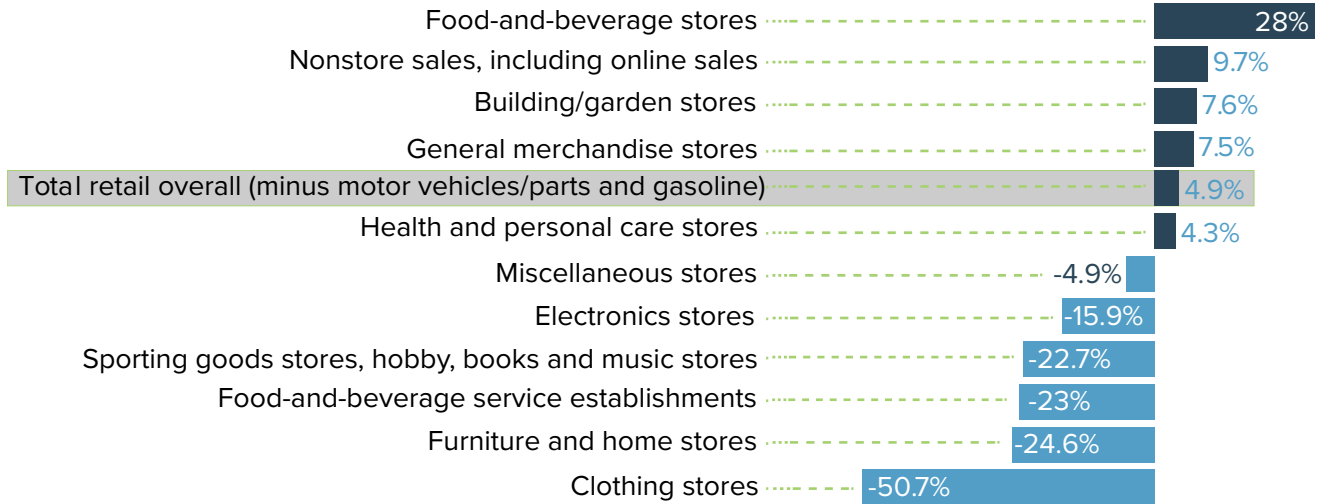 Food-and-beverage stores 28%
Nonstore sales, including online sales 9.7%
Building/garden stores 7.6%
General merchandise stores 7.5%
Total retail overall (minus motor vehicles/parts and gasoline) 4.9%
Health and personal care stores 4.3%
Miscellaneous stores -4.9%
Electronics stores -15.9%
Sporting goods stores, hobby, books and music stores -22.7%
Food-and-beverage service establishments -23%
Furniture and home stores -24.6%
Clothing stores -50.7%